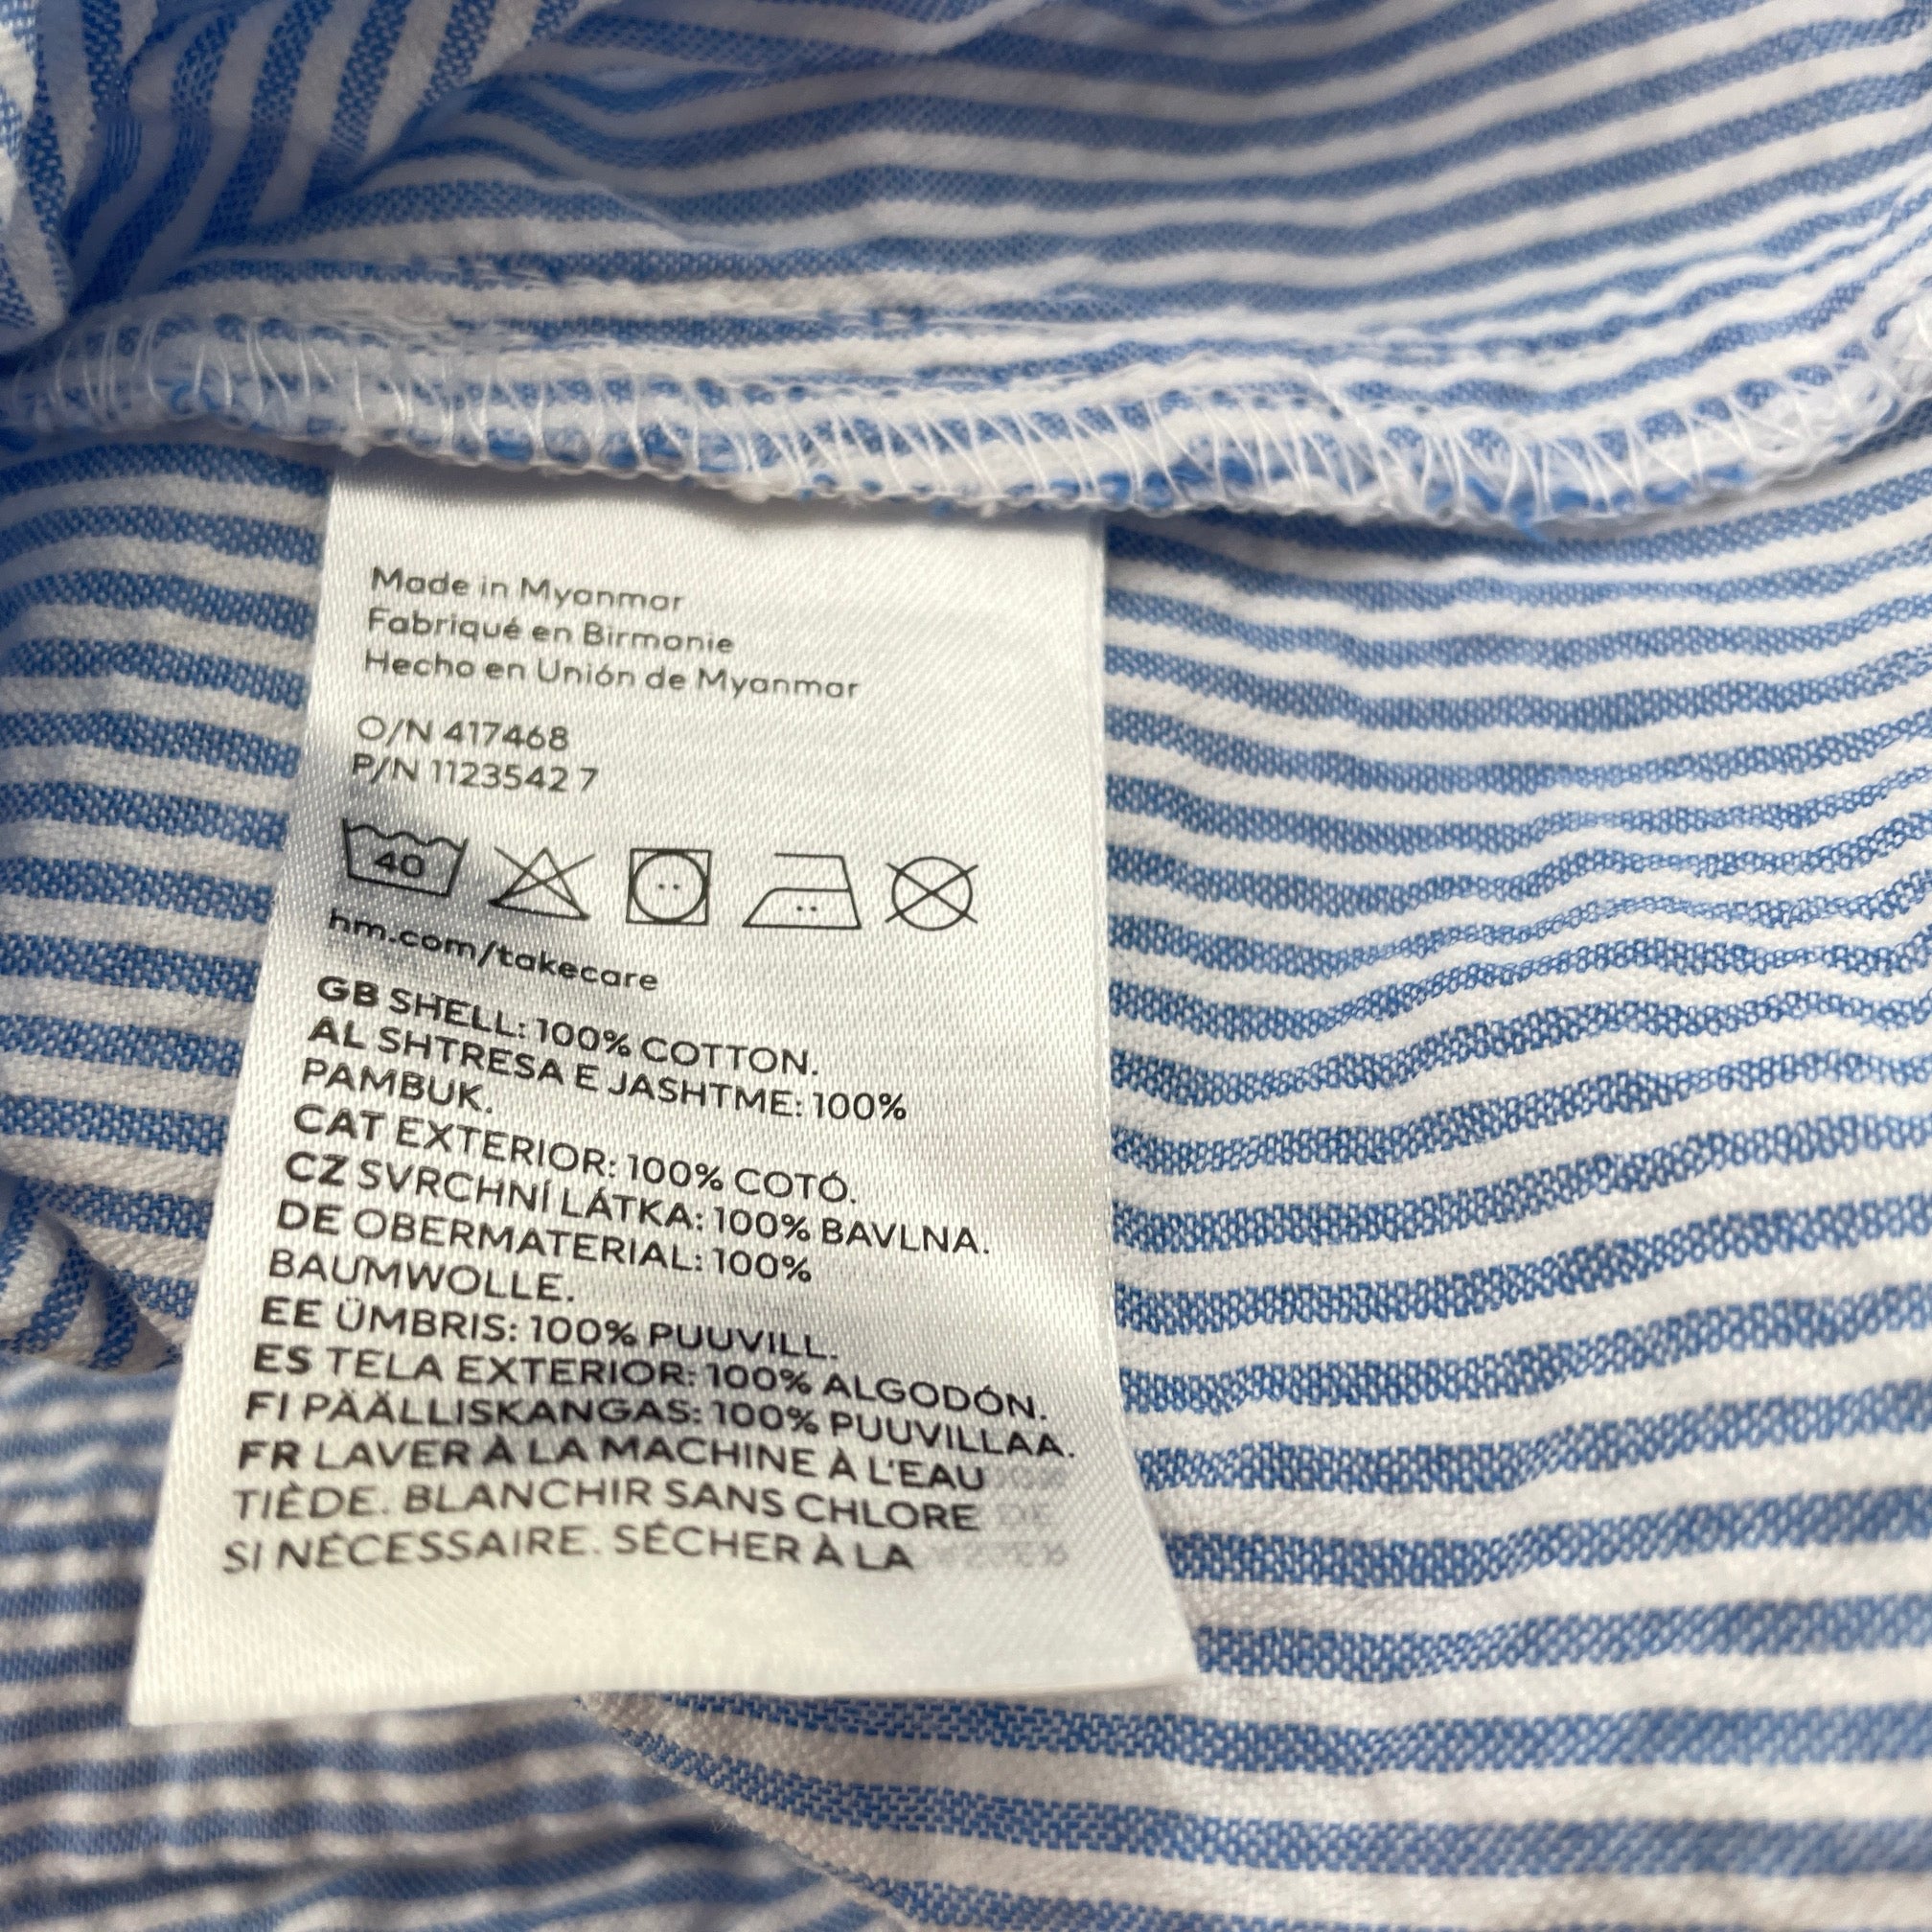 Made in Myanmar
Fabriqué en Birmanie
Hecho en Unión de Myanmar
O/N 417468
P/N 1123542 7
40
hm.com/takecare
GB SHELL: 100% COTTON.
AL SHTRESA E JASHTME: 100%
PAMBUK.
CAT EXTERIOR: 100% COTÓ.
CZ SVRCHNÍ LÁTKA: 100% BAVLNA.
DE OBERMATERIAL: 100%
BAUMWOLLE.
EE ÜMBRIS: 100% PUUVILL.
ES TELA EXTERIOR: 100% ALGODÓN.
FI PÄÄLLISKANGAS: 100% PUUVILLAA.
FR LAVER À LA MACHINE À L'EAU
TIÈDE. BLANCHIR SANS CHLORE
SI NÉCESSAIRE. SÉCHER À LA